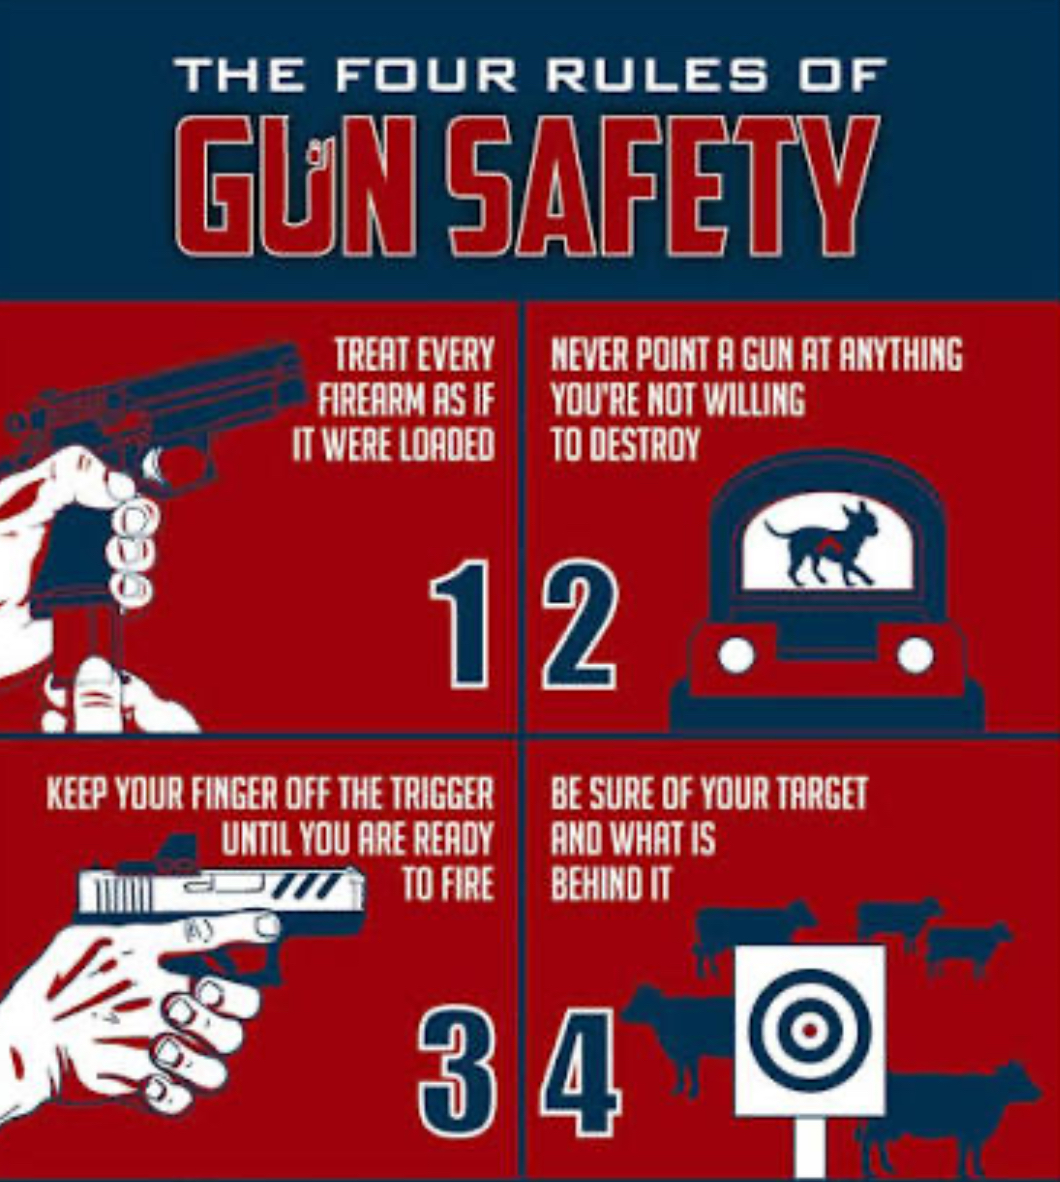 THE FOUR RULES OF
GUN SAFETY
TREAT EVERY
FIREARM AS IF
IT WERE LOADED
1
NEVER POINT A GUN AT ANYTHING
YOU'RE NOT WILLING
TO DESTROY
2
KEEP YOUR FINGER OFF THE TRIGGER
UNTIL YOU ARE READY
TO FIRE
3
BE SURE OF YOUR TARGET
AND WHAT IS
BEHIND IT
4